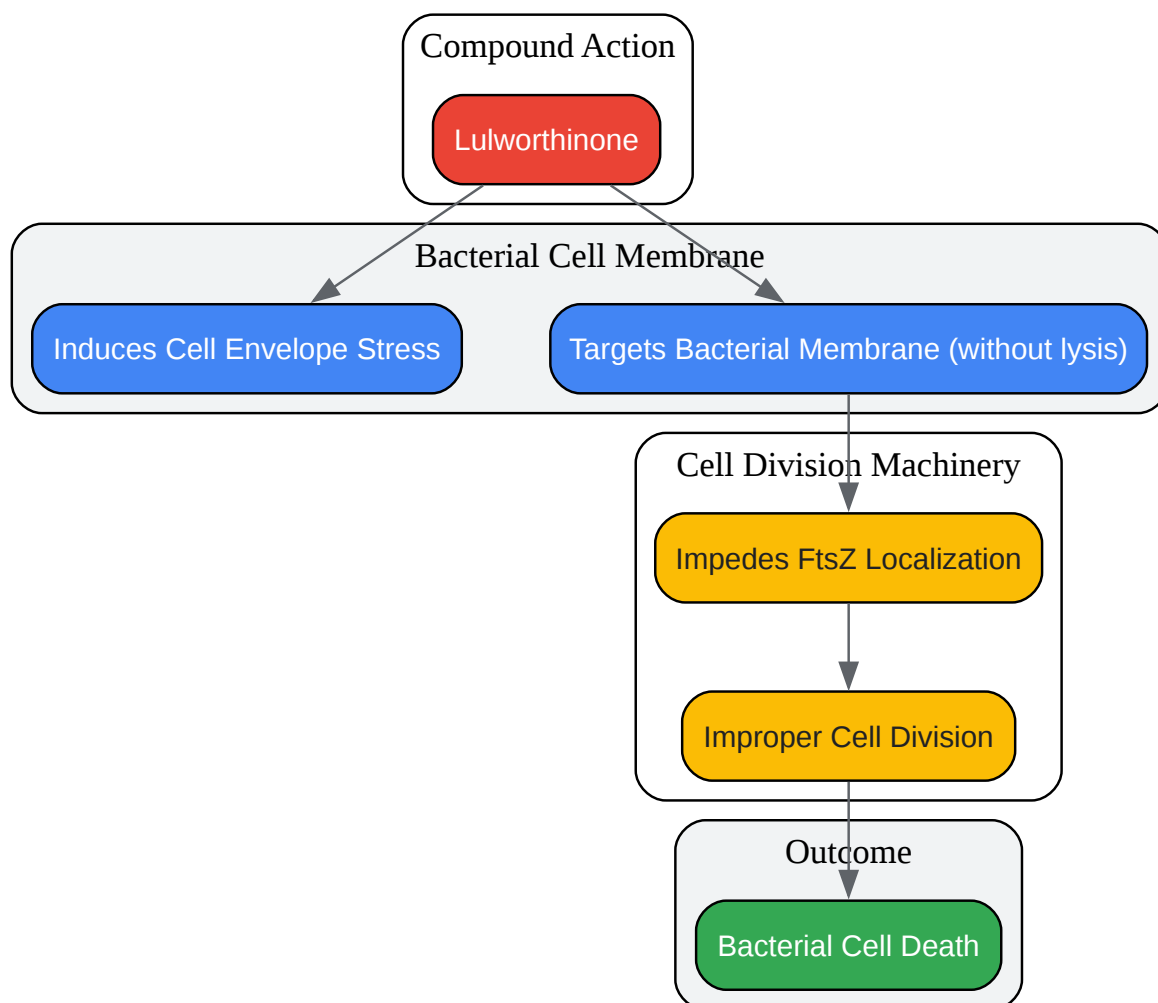 Compound Action
Lulworthinone
Bacterial Cell Membrane
Induces Cell Envelope Stress
Targets Bacterial Membrane (without lysis)
Cell Division Machinery
Impedes FtsZ Localization
Improper Cell Division
Outcome
Bacterial Cell Death